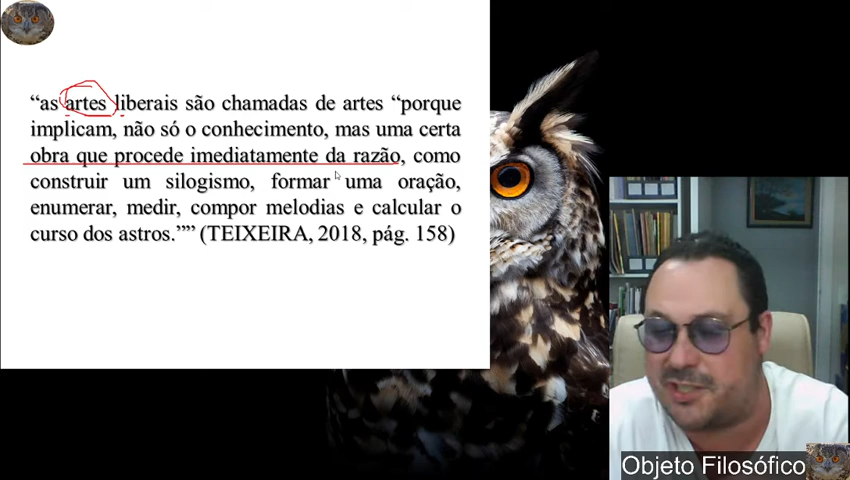 “as artes liberais são chamadas de artes “porque
implicam, não só o conhecimento, mas uma certa
obra que procede imediatamente da razão, como
construir um silogismo, formar uma oração,
enumerar, medir, compor melodias e calcular o
curso dos astros.”” (TEIXEIRA, 2018, pág. 158)
Objeto Filosófico